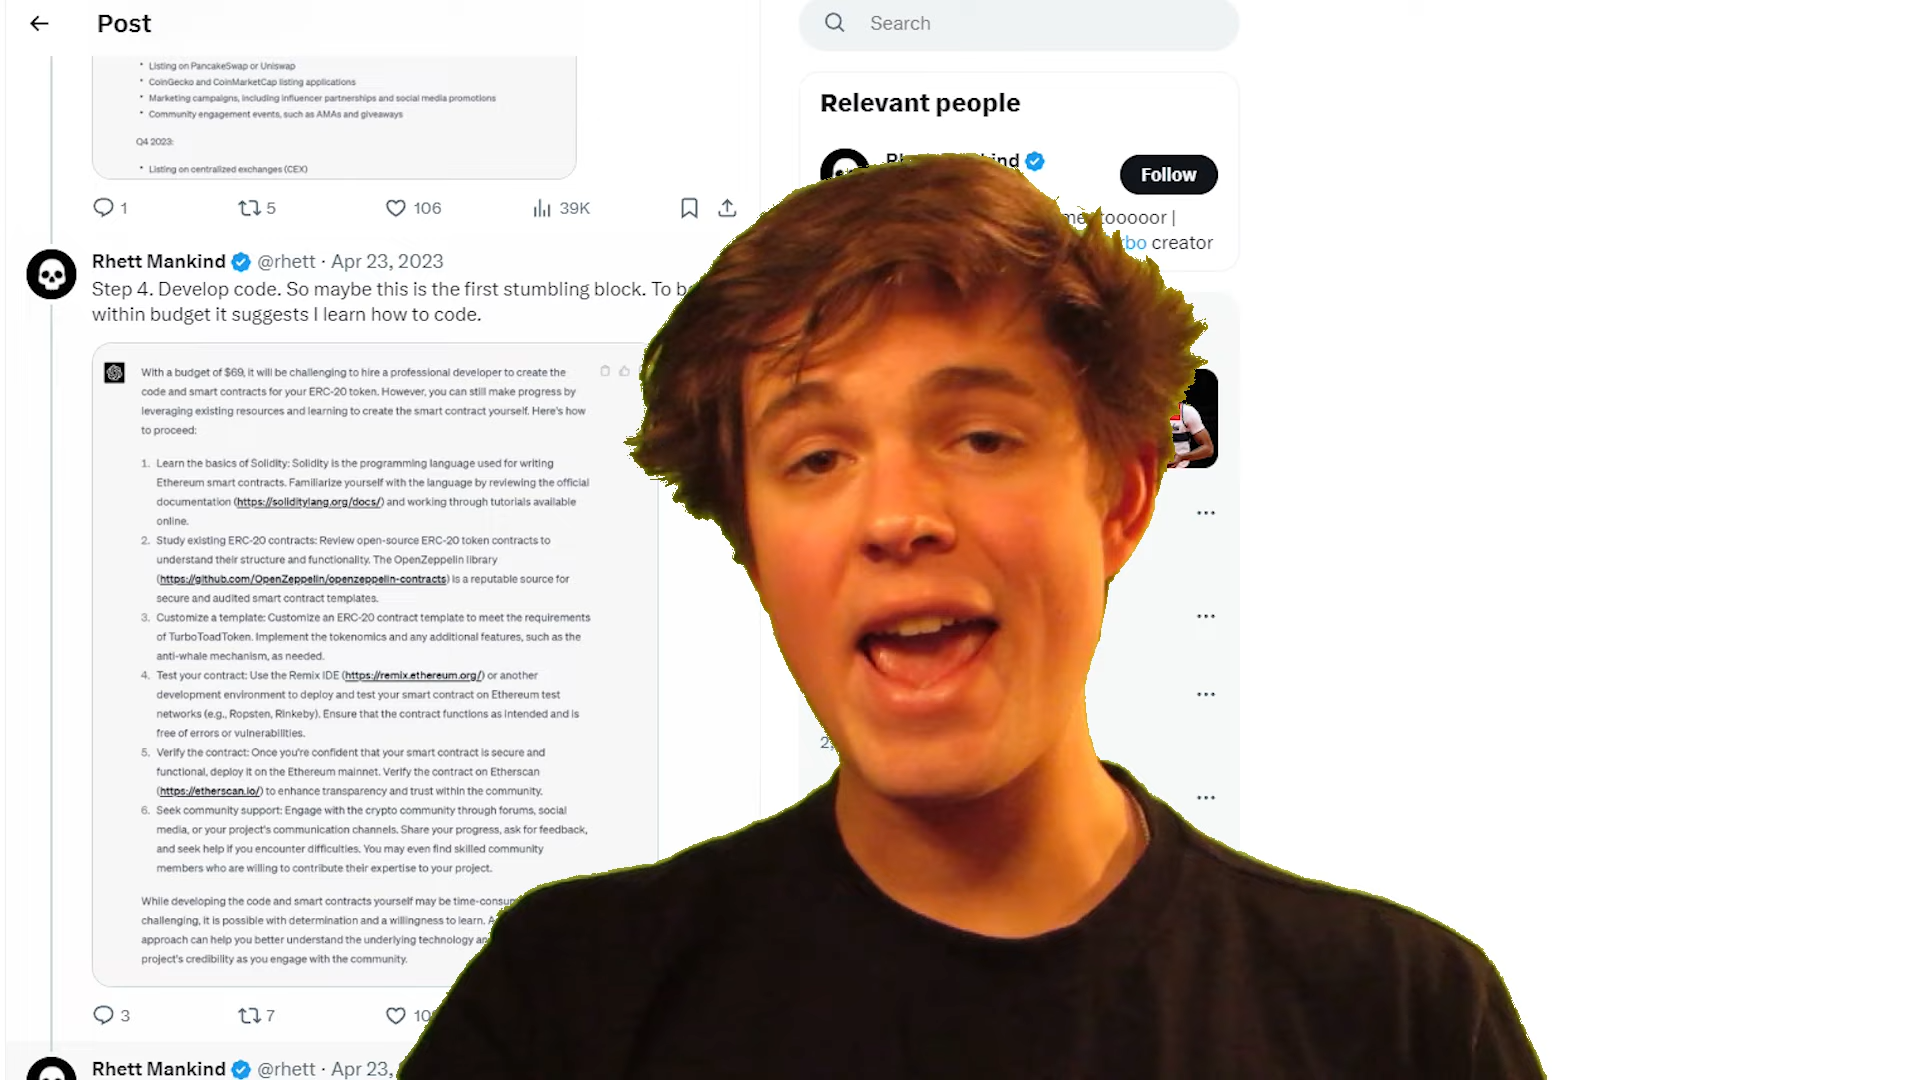 Post
Search
Listing on PancakeSwap or Uniswap
CoinGecko and CoinMarketCap listing applications
Marketing campaigns, including influencer partnerships and social media promotions
Community engagement events, such as AMAs and giveaways
Q4 2023:
Listing on centralized exchanges (CEX)
1
5
106
39K
Relevant people
Follow
tooooor |
creator
Rhett Mankind @rhett · Apr 23, 2023
Step 4. Develop code. So maybe this is the first stumbling block. To
within budget it suggests I learn how to code.
With a budget of $69, it will be challenging to hire a professional developer to create the
code and smart contracts for your ERC-20 token. However, you can still make progress by
leveraging existing resources and learning to create the smart contract yourself. Here's how
to proceed:
1. Learn the basics of Solidity: Solidity is the programming language used for writing
Ethereum smart contracts. Familiarize yourself with the language by reviewing the official
documentation (https://soliditylang.org/docs/) and working through tutorials available
online.
2. Study existing ERC-20 contracts: Review open-source ERC-20 token contracts to
understand their structure and functionality. The OpenZeppelin library
(https://github.com/OpenZeppelin/openzeppelin-contracts) is a reputable source for
secure and audited smart contract templates.
3. Customize a template: Customize an ERC-20 contract template to meet the requirements
of TurboToadToken. Implement the tokenomics and any additional features, such as the
anti-whale mechanism, as needed.
4. Test your contract: Use the Remix IDE (https://remix.ethereum.org/) or another
development environment to deploy and test your smart contract on Ethereum test
networks (e.g., Ropsten, Rinkeby). Ensure that the contract functions as intended and is
free of errors or vulnerabilities.
5. Verify the contract: Once you're confident that your smart contract is secure and
functional, deploy it on the Ethereum mainnet. Verify the contract on Etherscan
(https://etherscan.io/) to enhance transparency and trust within the community.
6. Seek community support: Engage with the crypto community through forums, social
media, or your project's communication channels. Share your progress, ask for feedback,
and seek help if you encounter difficulties. You may even find skilled community
members who are willing to contribute their expertise to your project.
While developing the code and smart contracts yourself may be
challenging, it is possible with determination and a willingness to learn.
approach can help you better understand the underlying technology
project's credibility as you engage with the community.
3
7
Rhett Mankind @rhett · Apr 23,